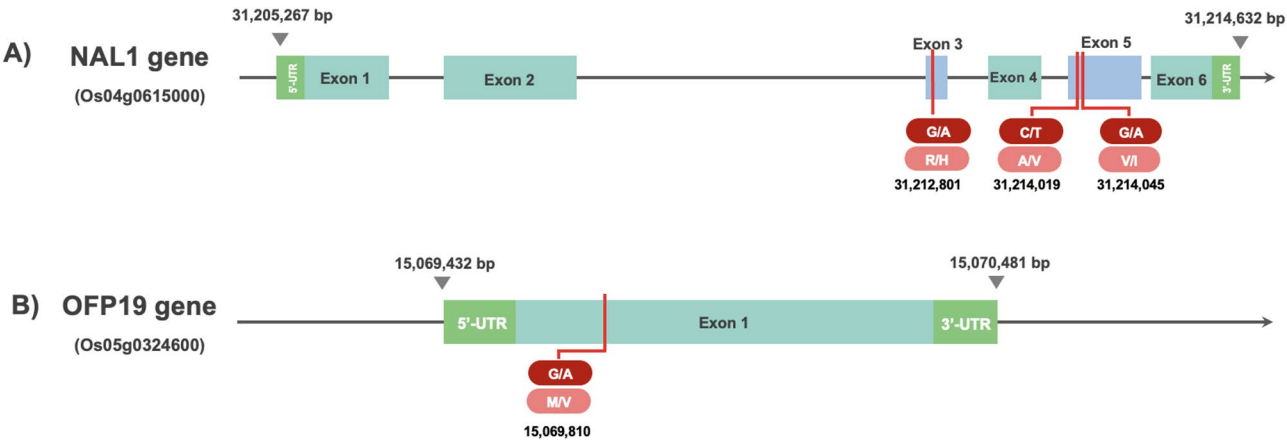 31,205,267 bp
31,214,632 bp
A) NAL1 gene
(Os04g0615000)
5'-UTR
Exon 1
Exon 2
Exon 3
Exon 4
Exon 5
Exon 6
3'-UTR
G/A
R/H
31,212,801
C/T
A/V
31,214,019
G/A
V/I
31,214,045
15,069,432 bp
15,070,481 bp
B) OFP19 gene
(Os05g0324600)
5'-UTR
Exon 1
3'-UTR
G/A
M/V
15,069,810